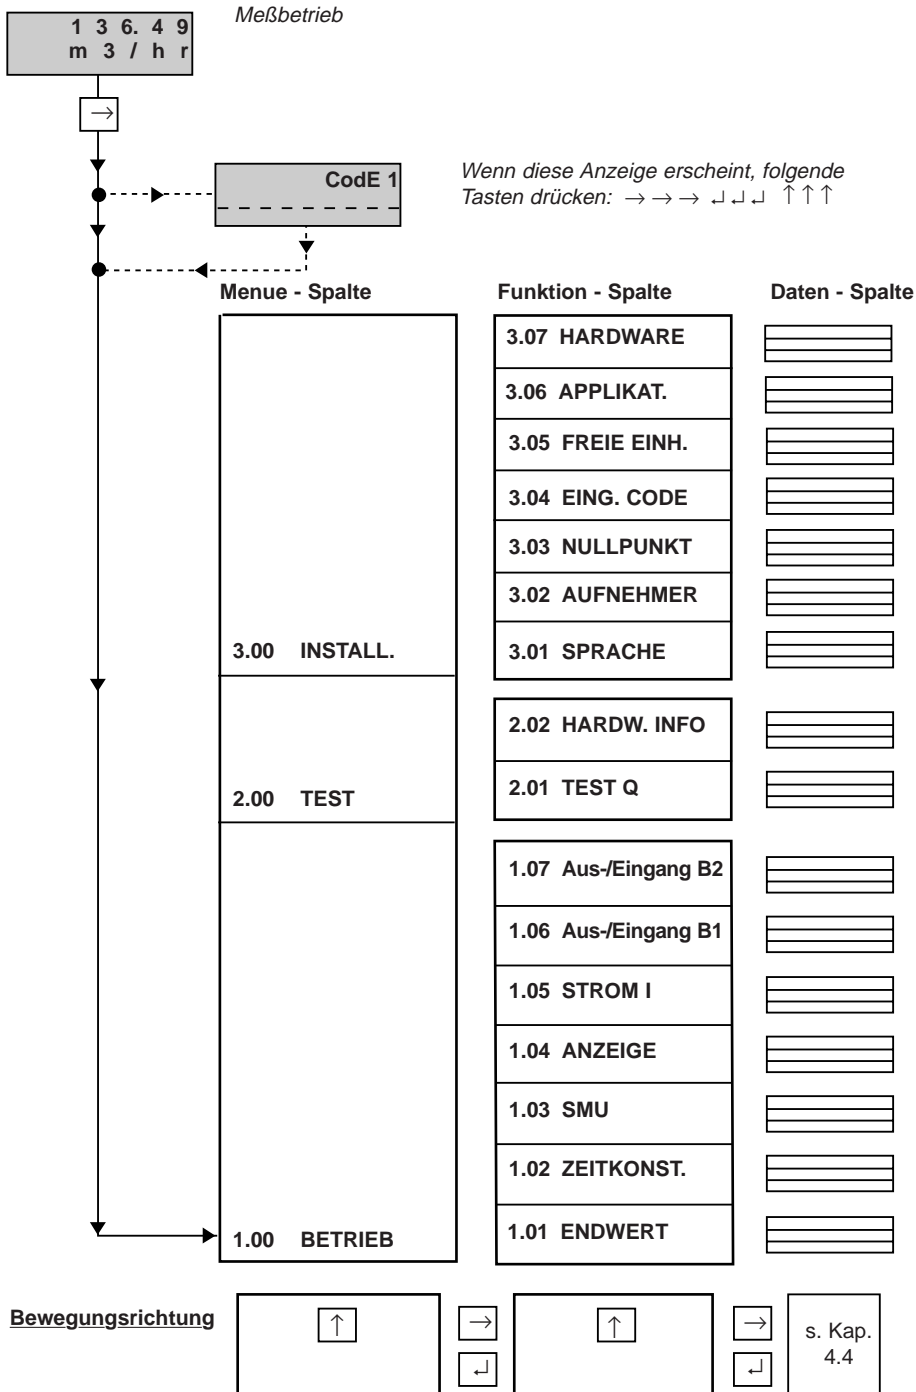 1 3 6. 4 9
m 3 / h r
Meßbetrieb
→
CodE 1
_ _ _ _ _ _ _ _ _
Wenn diese Anzeige erscheint, folgende
Tasten drücken: → → → ↵ ↵ ↵ ↑ ↑ ↑
Menue - Spalte
Funktion - Spalte
Daten - Spalte
3.07 HARDWARE
3.06 APPLIKAT.
3.05 FREIE EINH.
3.04 EING. CODE
3.03 NULLPUNKT
3.02 AUFNEHMER
3.00 INSTALL.
3.01 SPRACHE
2.02 HARDW. INFO
2.00 TEST
2.01 TEST Q
1.07 Aus-/Eingang B2
1.06 Aus-/Eingang B1
1.05 STROM I
1.04 ANZEIGE
1.03 SMU
1.02 ZEITKONST.
1.00 BETRIEB
1.01 ENDWERT
Bewegungsrichtung
↑
→
↵
↑
→
↵
s. Kap.
4.4